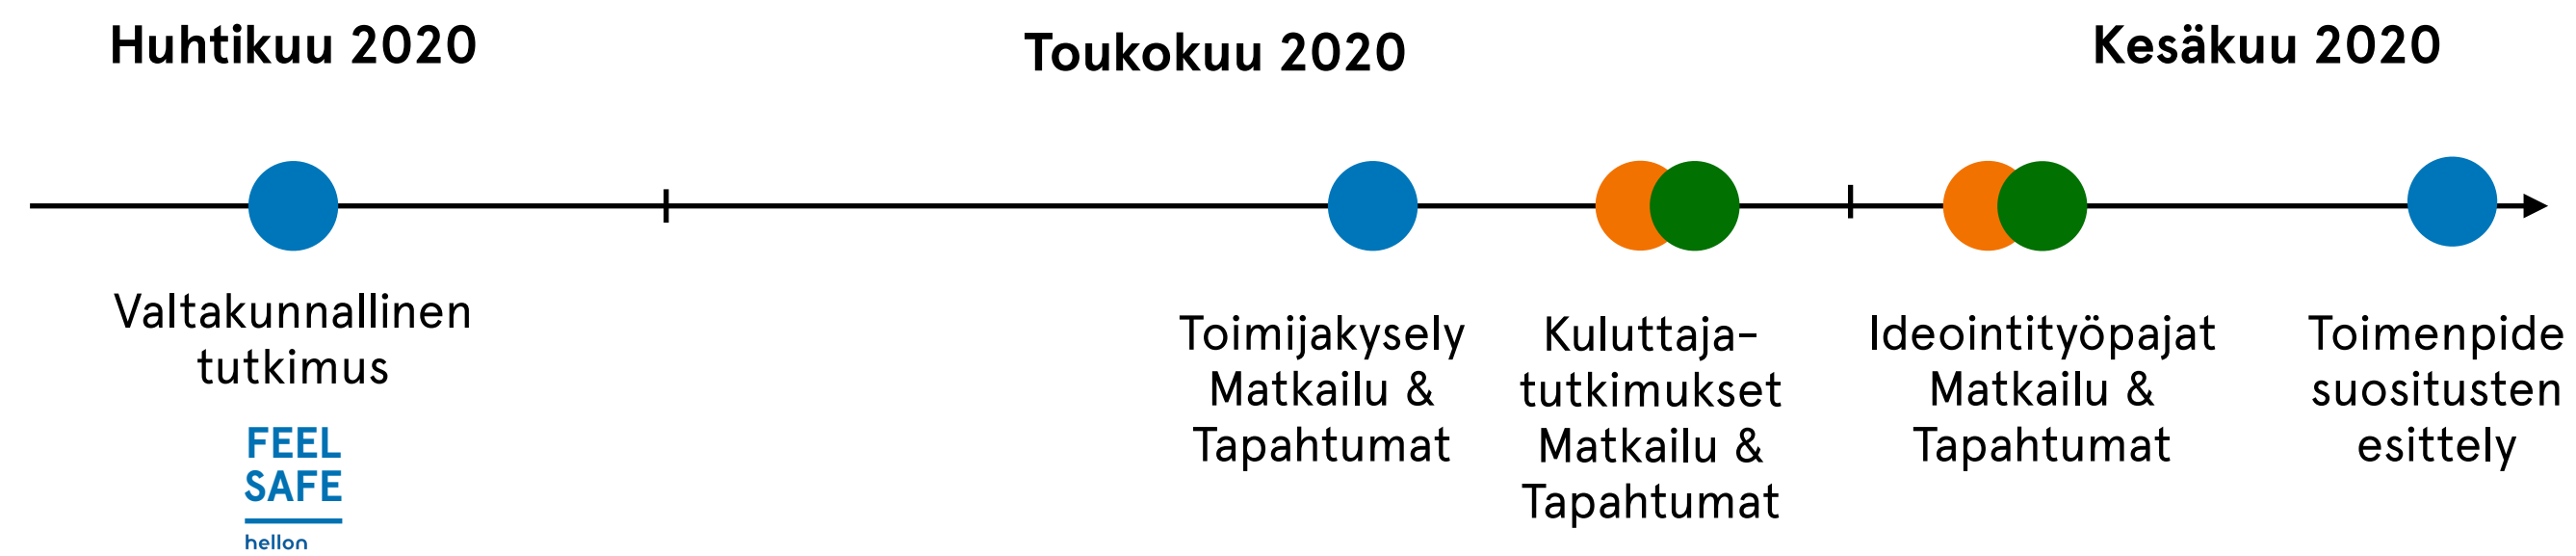 Huhtikuu 2020
Toukokuu 2020
Kesäkuu 2020
Valtakunnallinen
tutkimus
FEEL
SAFE
hellon
Toimijakysely
Matkailu &
Tapahtumat
Kuluttaja-
tutkimukset
Matkailu &
Tapahtumat
Ideointityöpajat
Matkailu &
Tapahtumat
Toimenpide
suositusten
esittely